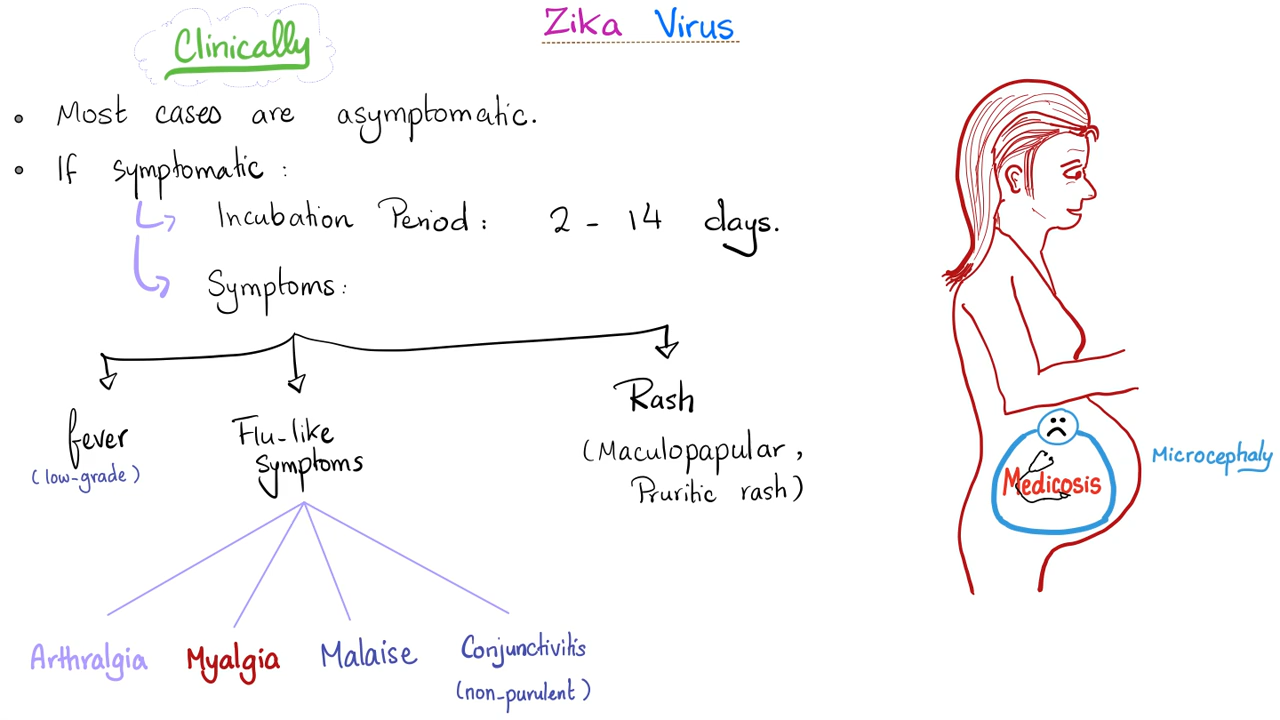 Zika Virus
Clinically
• Most cases are asymptomatic.
• If symptomatic :
Incubation Period : 2 - 14 days.
Symptoms :
fever
(low-grade)
Flu-like
symptoms
Rash
(Maculopapular,
Pruritic rash)
Arthralgia
Myalgia
Malaise
Conjunctivitis
(non-purulent)
Microcephaly
Medicosis